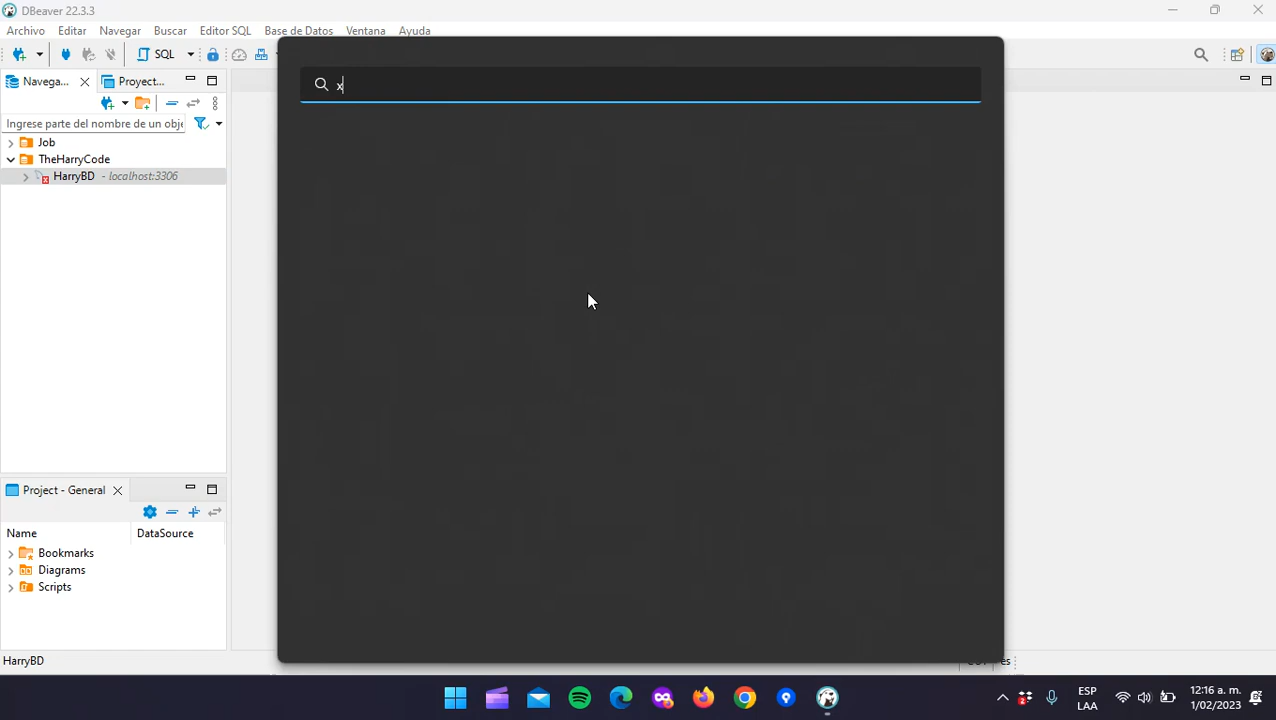 DBeaver 22.3.3
Archivo Editar Navegar Buscar Editor SQL Base de Datos Ventana Ayuda
SQL
Navega... Proyect...
x
Ingrese parte del nombre de un obje
Job
TheHarryCode
HarryBD - localhost:3306
Project - General
Name DataSource
Bookmarks
Diagrams
Scripts
HarryBD
es
ESP
LAA
12:16 a. m.
1/02/2023